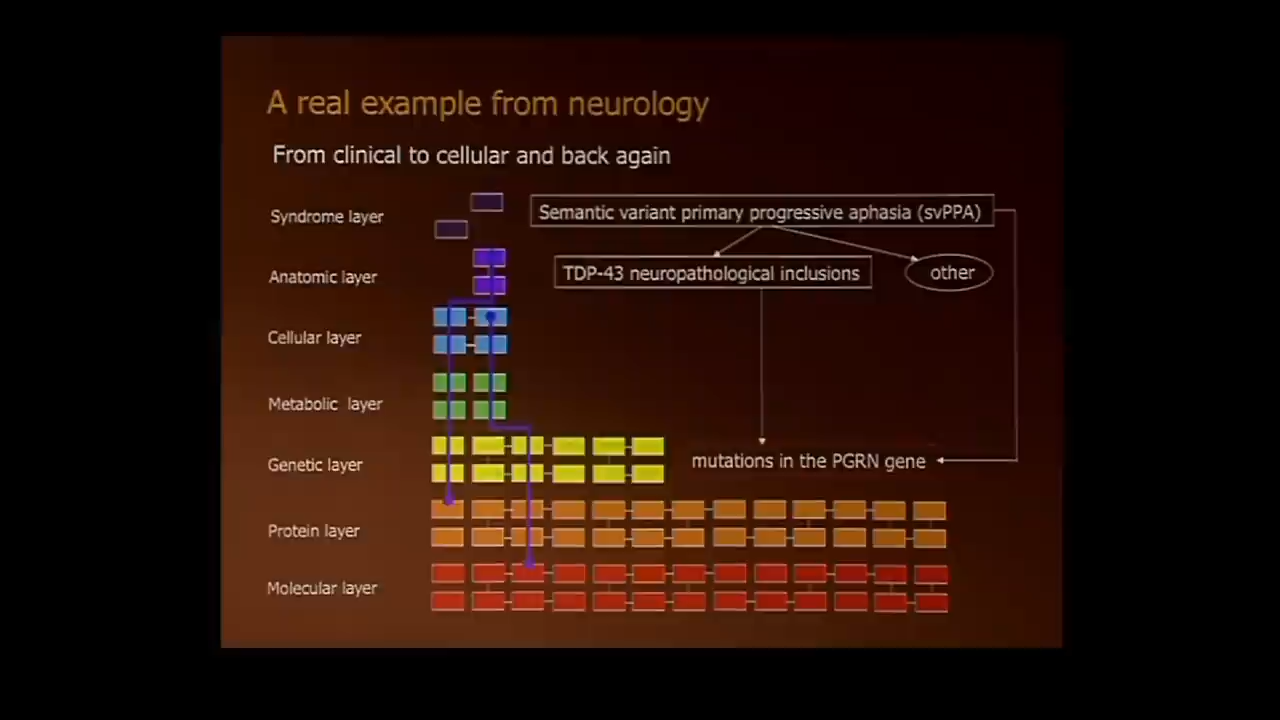 A real example from neurology
From clinical to cellular and back again
Syndrome layer
Semantic variant primary progressive aphasia (svPPA)
Anatomic layer
TDP-43 neuropathological inclusions
other
Cellular layer
Metabolic layer
Genetic layer
mutations in the PGRN gene
Protein layer
Molecular layer